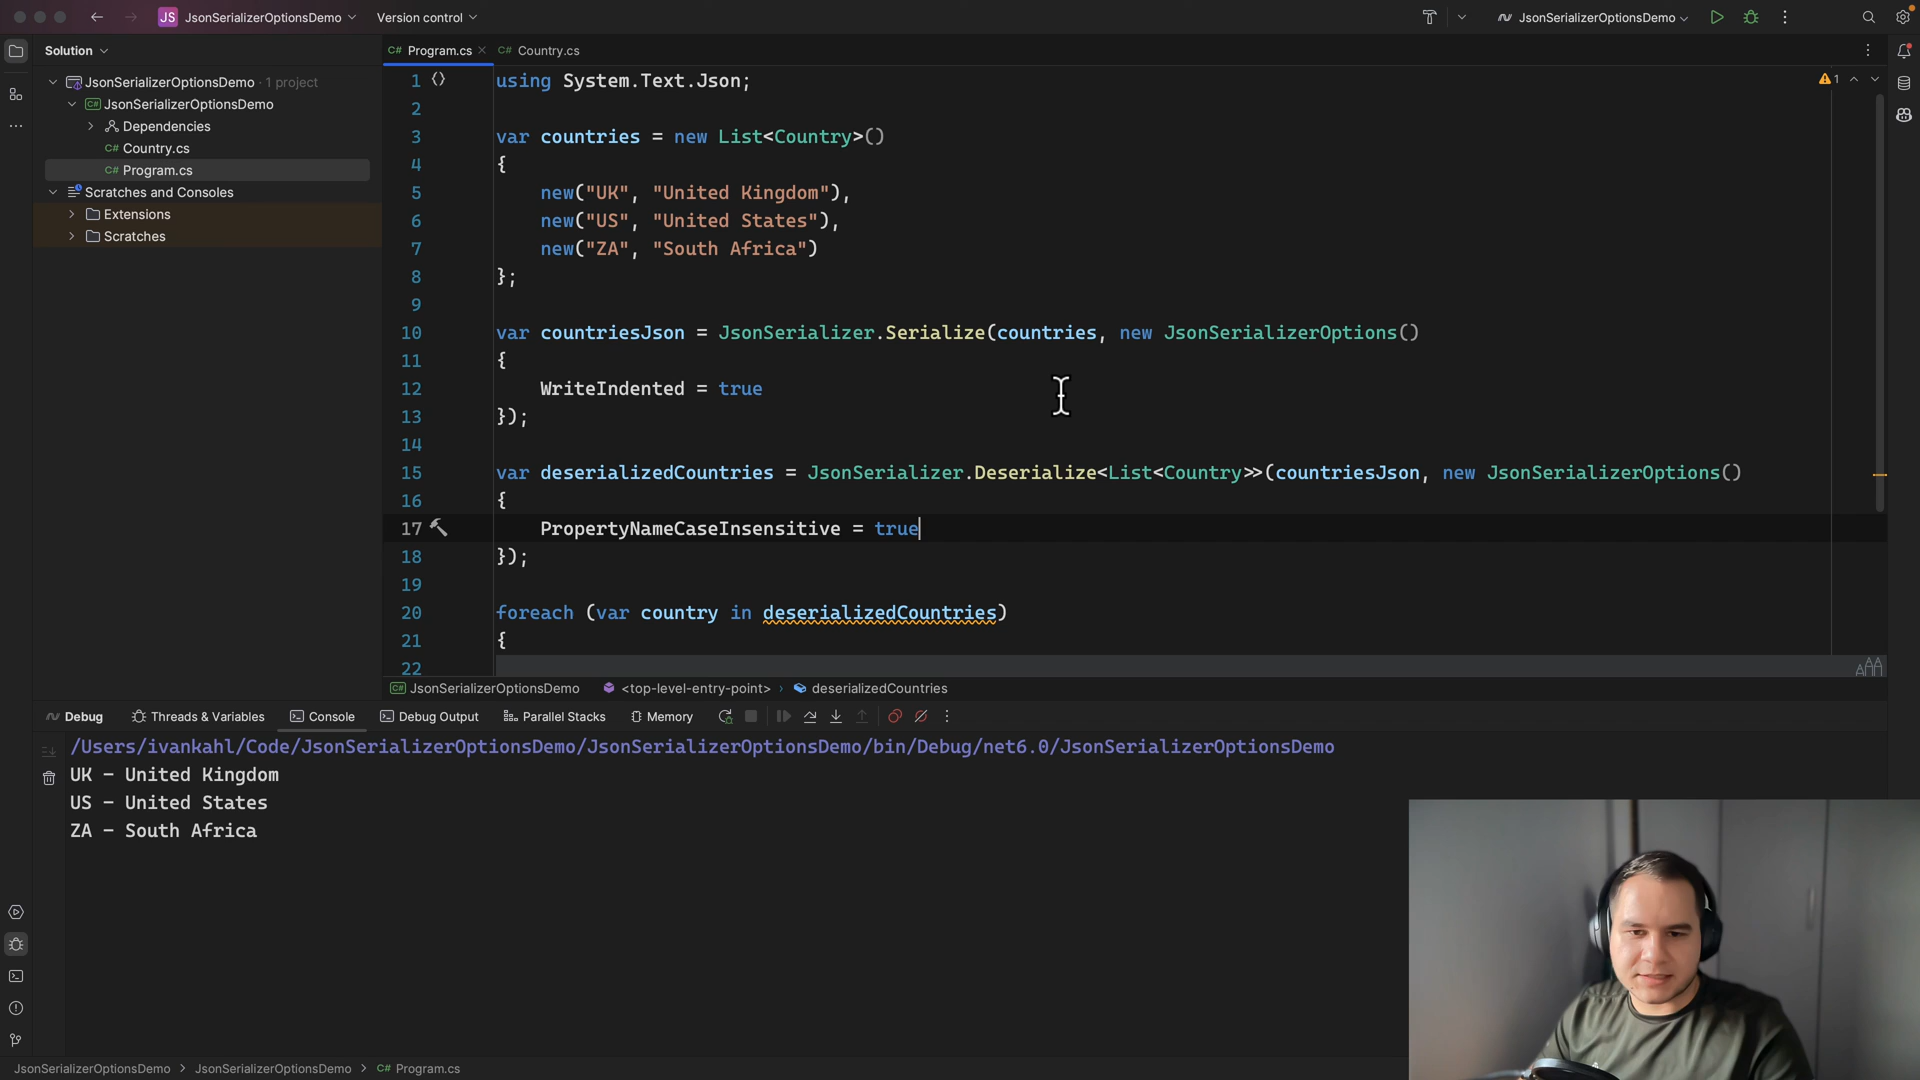 JS JsonSerializerOptionsDemo Version control JsonSerializerOptionsDemo
Solution
C# Program.cs C# Country.cs
JsonSerializerOptionsDemo · 1 project
C# JsonSerializerOptionsDemo
Dependencies
C# Country.cs
C# Program.cs
Scratches and Consoles
Extensions
Scratches
1 using System.Text.Json;
1
2
3 var countries = new List<Country>()
4 {
5 new("UK", "United Kingdom"),
6 new("US", "United States"),
7 new("ZA", "South Africa")
8 };
9
10 var countriesJson = JsonSerializer.Serialize(countries, new JsonSerializerOptions()
11 {
12 WriteIndented = true
13 });
14
15 var deserializedCountries = JsonSerializer.Deserialize<List<Country>>(countriesJson, new JsonSerializerOptions()
16 {
17 PropertyNameCaseInsensitive = true
18 });
19
20 foreach (var country in deserializedCountries)
21 {
22
C# JsonSerializerOptionsDemo <top-level-entry-point> › deserializedCountries
Debug Threads & Variables Console Debug Output Parallel Stacks Memory
/Users/ivankahl/Code/JsonSerializerOptionsDemo/JsonSerializerOptionsDemo/bin/Debug/net6.0/JsonSerializerOptionsDemo
UK - United Kingdom
US - United States
ZA - South Africa
JsonSerializerOptionsDemo > JsonSerializerOptionsDemo > C# Program.cs